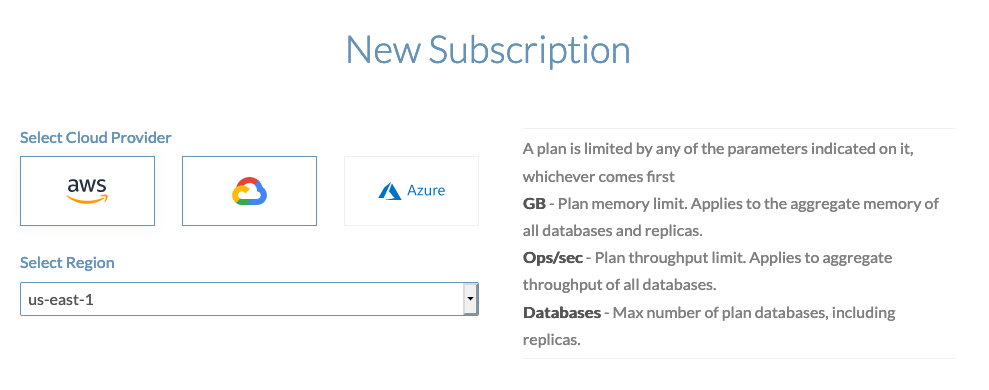 New Subscription
Select Cloud Provider
aws
Azure
Select Region
us-east-1
A plan is limited by any of the parameters indicated on it,
whichever comes first
GB - Plan memory limit. Applies to the aggregate memory of
all databases and replicas.
Ops/sec - Plan throughput limit. Applies to aggregate
throughput of all databases.
Databases - Max number of plan databases, including
replicas.